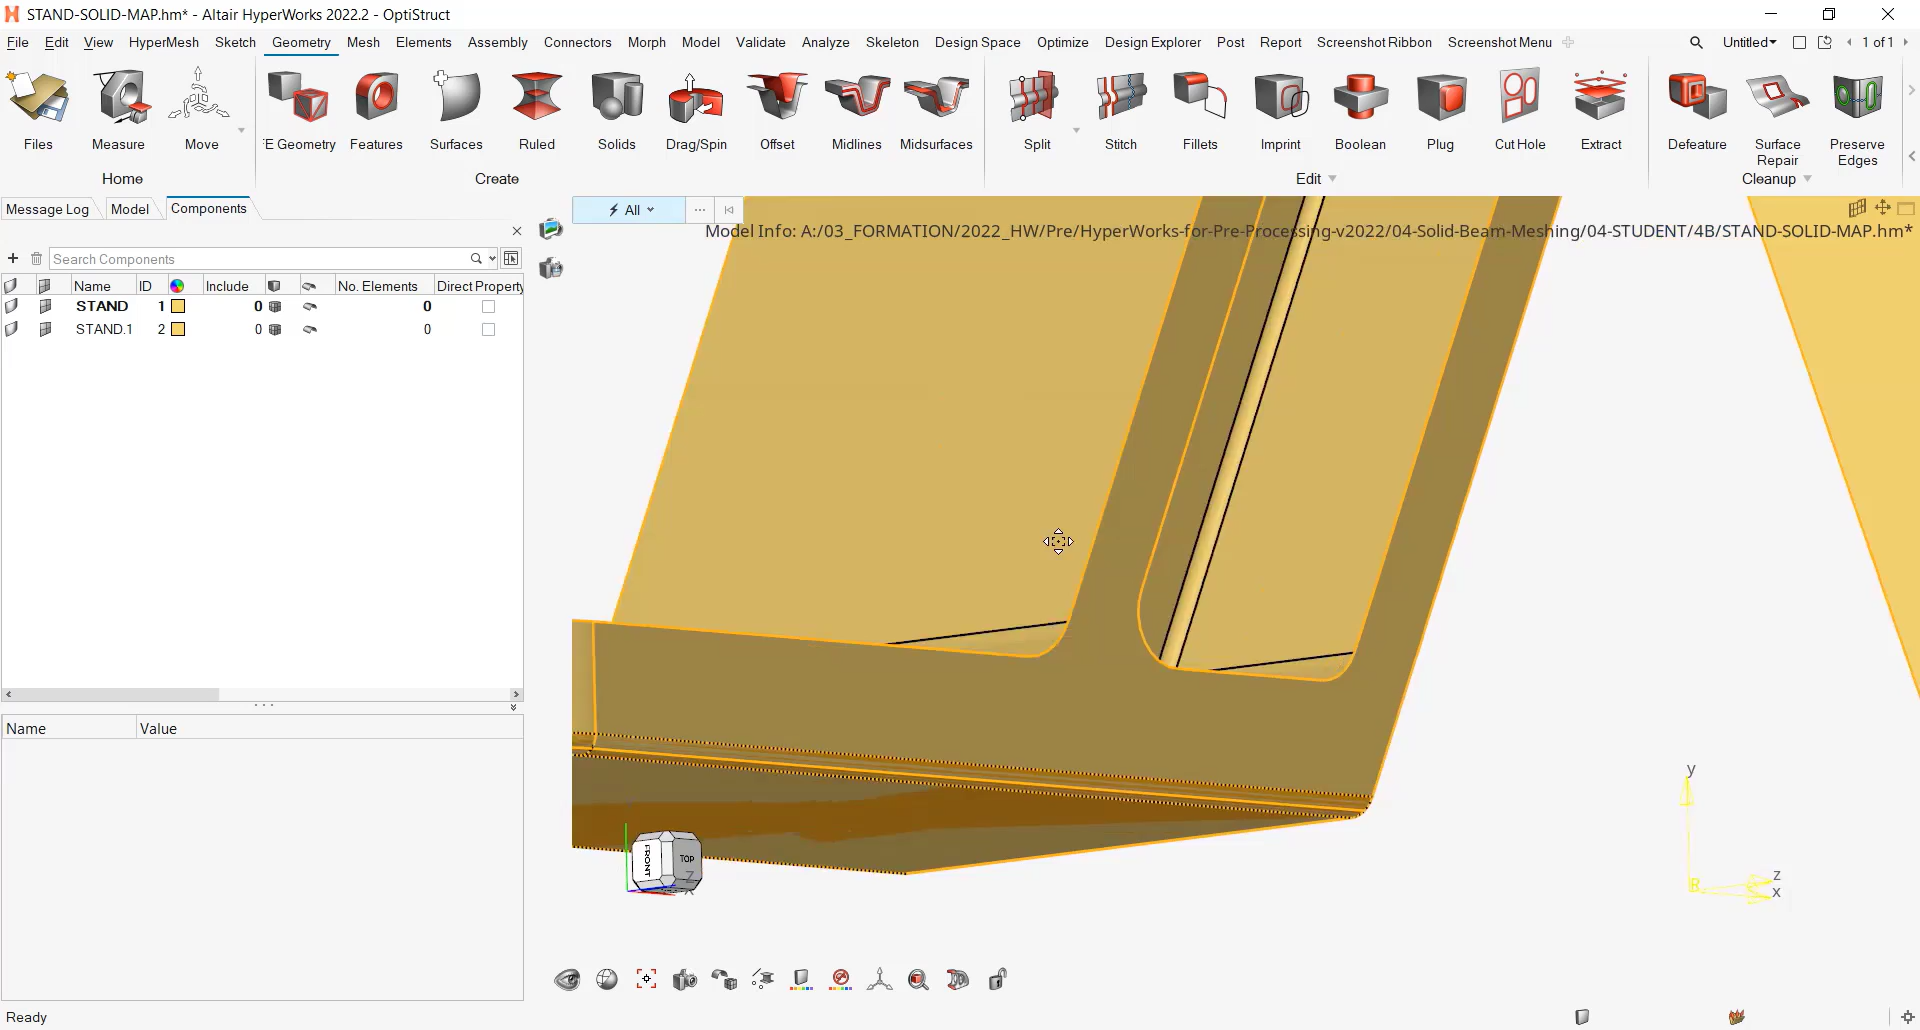 STAND-SOLID-MAP.hm* - Altair HyperWorks 2022.2 - OptiStruct
File Edit View HyperMesh Sketch Geometry Mesh Elements Assembly Connectors Morph Model Validate Analyze Skeleton Design Space Optimize Design Explorer Post Report Screenshot Ribbon Screenshot Menu Untitled 1 of 1
Files Measure Move E Geometry Features Surfaces Ruled Solids Drag/Spin Offset Midlines Midsurfaces Split Stitch Fillets Imprint Boolean Plug Cut Hole Extract Defeature Surface Repair Preserve Edges
Home Create Edit Cleanup
Message Log Model Components All
Model Info: A:/03_FORMATION/2022_HW/Pre/HyperWorks-for-Pre-Processing-v2022/04-Solid-Beam-Meshing/04-STUDENT/4B/STAND-SOLID-MAP.hm*
Search Components
Name ID Include No. Elements Direct Property
STAND 1 0 0
STAND.1 2 0 0
Name Value
FRONT TOP
Z
X
y
z
x
R
Ready